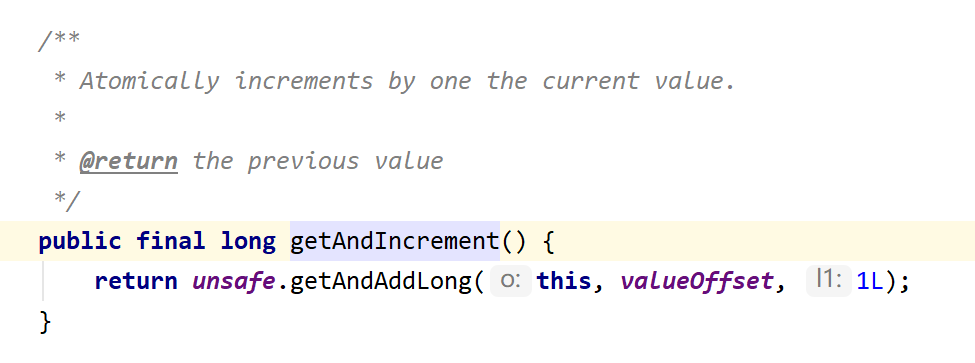 /**
 * Atomically increments by one the current value.
 *
 * @return the previous value
 */
public final long getAndIncrement() {
    return unsafe.getAndAddLong( o: this, valueOffset, l1: 1L);
}